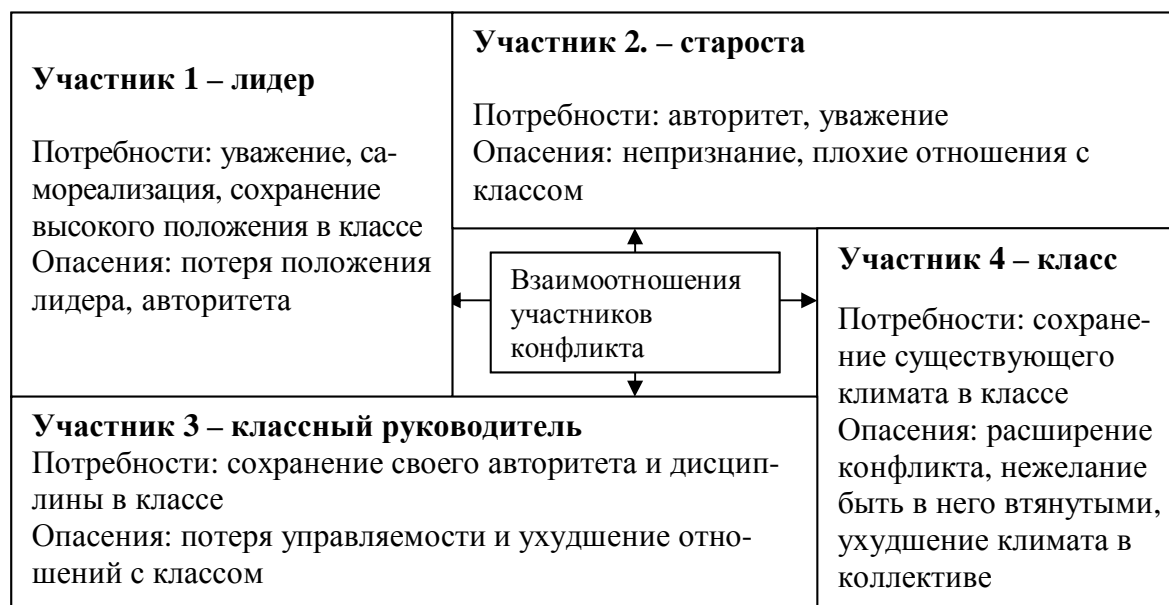 Участник 1 – лидер
Потребности: уважение, са-
мореализация, сохранение
высокого положения в классе
Опасения: потеря положения
лидера, авторитета
Участник 2. – староста
Потребности: авторитет, уважение
Опасения: непризнание, плохие отношения с
классом
Взаимоотношения
участников
конфликта
Участник 4 – класс
Потребности: сохране-
ние существующего
климата в классе
Опасения: расширение
конфликта, нежелание
быть в него втянутыми,
ухудшение климата в
коллективе
Участник 3 – классный руководитель
Потребности: сохранение своего авторитета и дисцип-
лины в классе
Опасения: потеря управляемости и ухудшение отно-
шений с классом